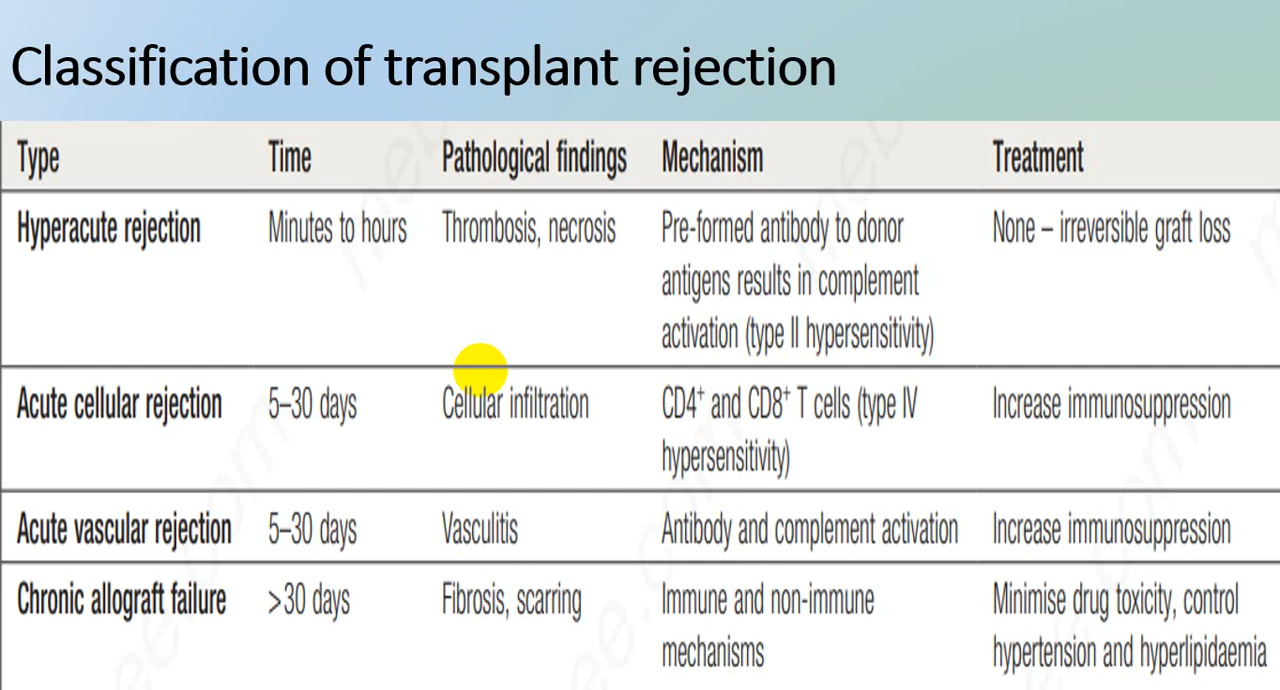 Classification of transplant rejection
Type Time Pathological findings Mechanism Treatment
Hyperacute rejection Minutes to hours Thrombosis, necrosis Pre-formed antibody to donor None – irreversible graft loss
antigens results in complement
activation (type II hypersensitivity)
Acute cellular rejection 5–30 days Cellular infiltration CD4⁺ and CD8⁺ T cells (type IV Increase immunosuppression
hypersensitivity)
Acute vascular rejection 5–30 days Vasculitis Antibody and complement activation Increase immunosuppression
Chronic allograft failure >30 days Fibrosis, scarring Immune and non-immune Minimise drug toxicity, control
mechanisms hypertension and hyperlipidaemia